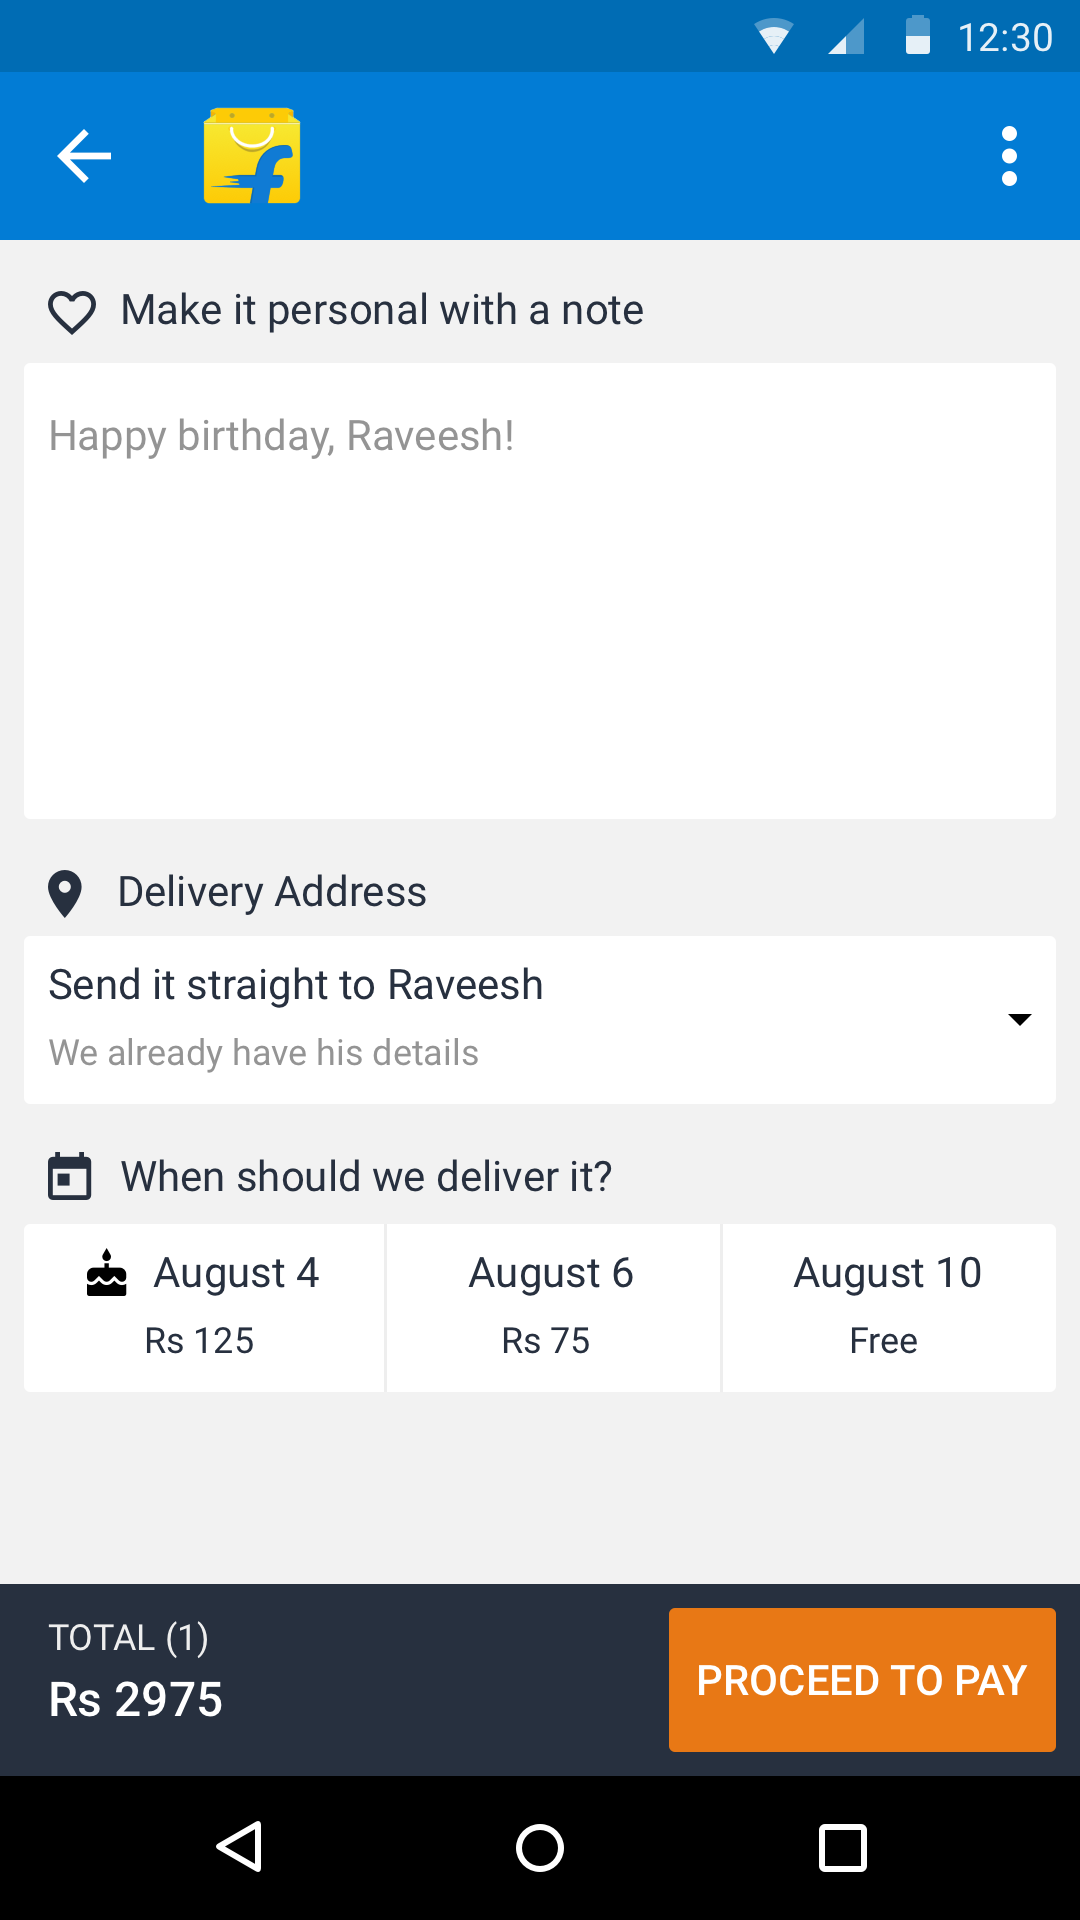 12:30
Make it personal with a note
Happy birthday, Raveesh!
Delivery Address
Send it straight to Raveesh
We already have his details
When should we deliver it?
August 4
Rs 125
August 6
Rs 75
August 10
Free
TOTAL (1)
Rs 2975
PROCEED TO PAY